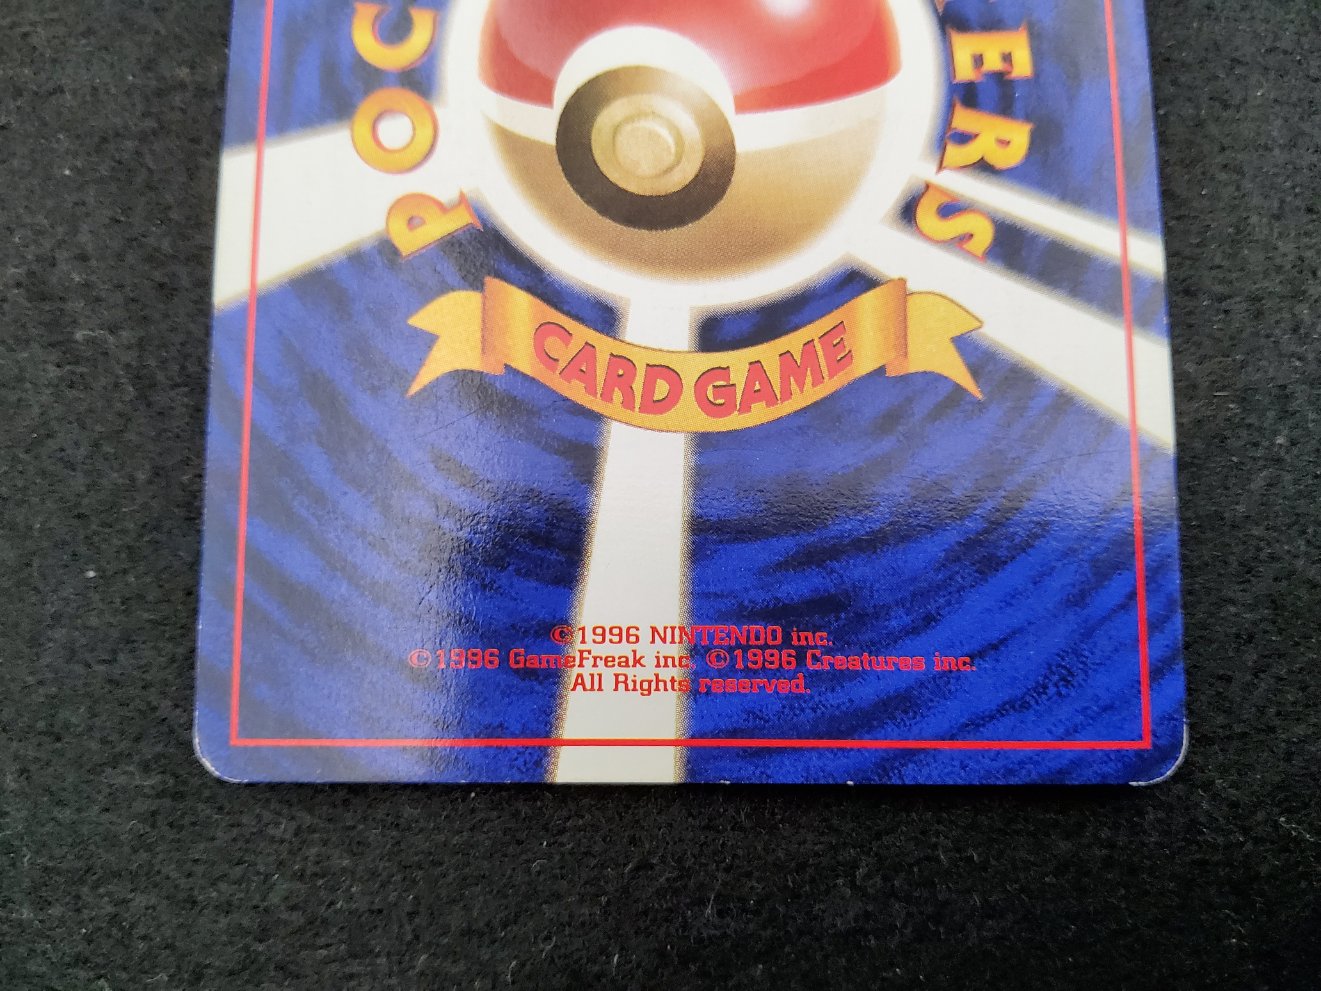 POC
ERS
CARD GAME
©1996 NINTENDO inc.
©1996 GameFreak inc. ©1996 Creatures inc.
All Rights reserved.